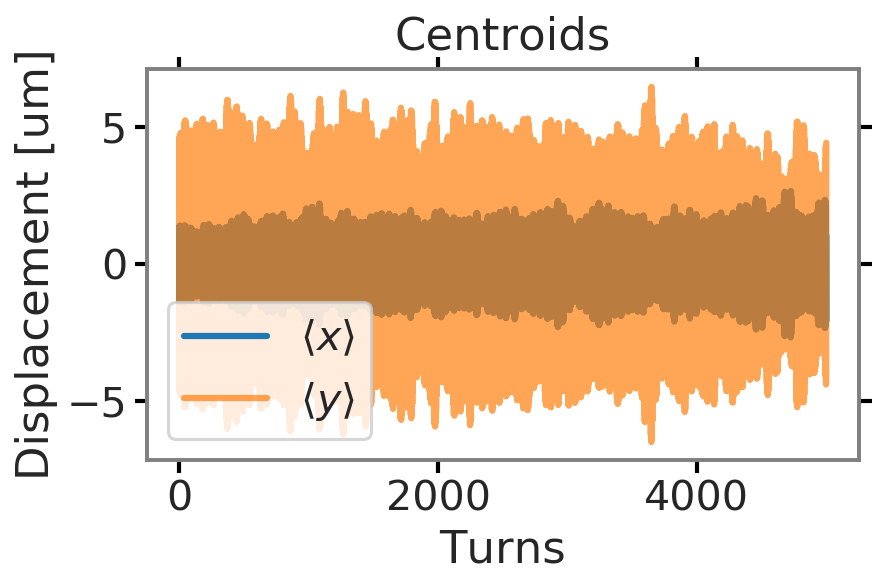 Centroids
Displacement [um]
5
0
−5
⟨x⟩
⟨y⟩
0 2000 4000
Turns